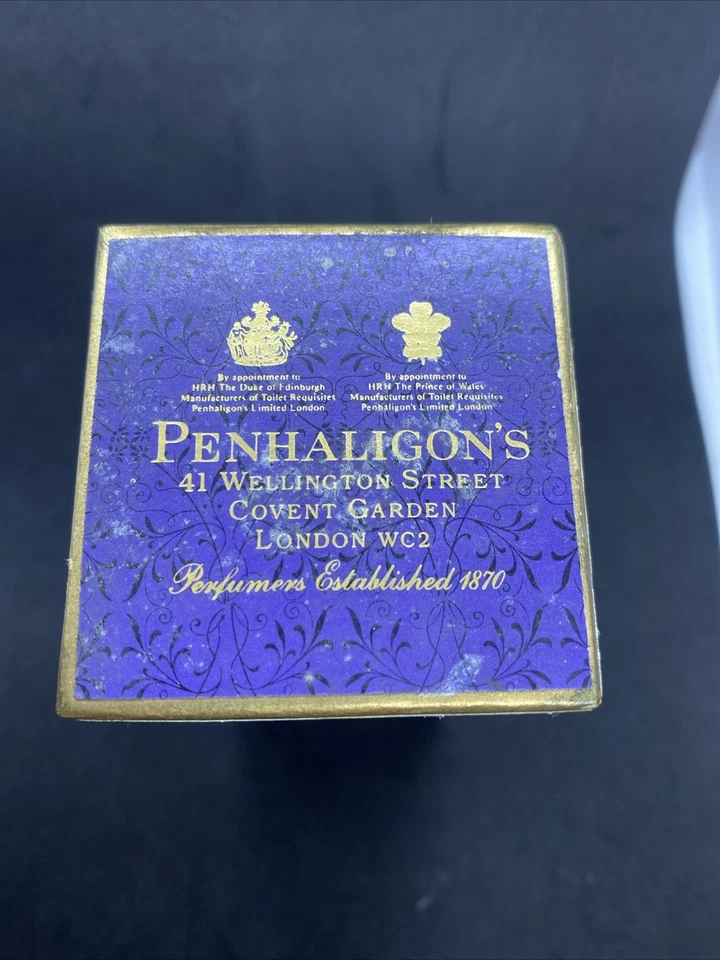 By appointment to
HRH The Duke of Edinburgh
Manufacturers of Toilet Requisites
Penhaligon's Limited London
By appointment to
HRH The Prince of Wales
Manufacturers of Toilet Requisites
Penhaligon's Limited London
PENHALIGON'S
41 WELLINGTON STREET
COVENT GARDEN
LONDON WC2
Perfumers Established 1870